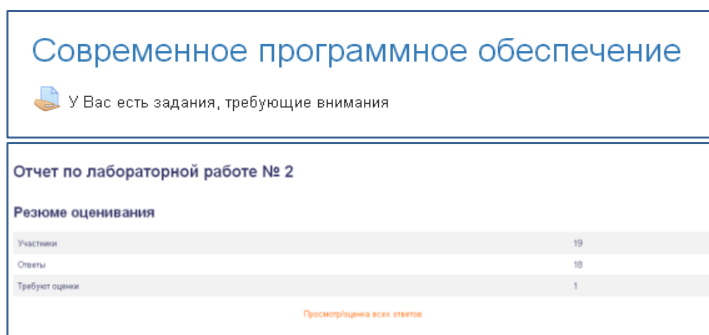 Современное программное обеспечение
У Вас есть задания, требующие внимания
Отчет по лабораторной работе № 2
Резюме оценивания
Участники 19
Ответы 18
Требуют оценки 1
Просмотр/оценка всех ответов